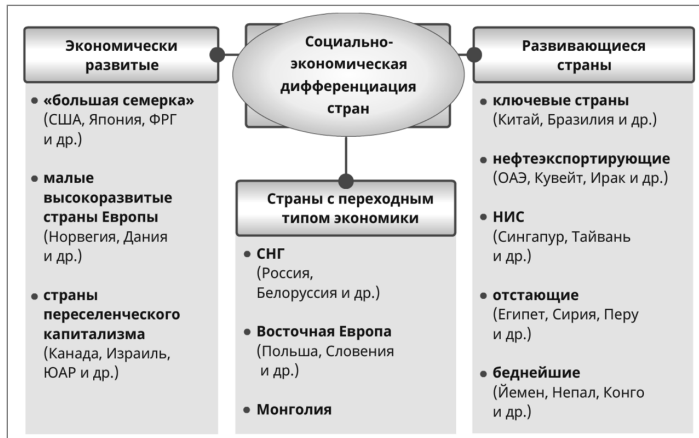 Социально-
экономическая
дифференциация
стран
Экономически
развитые
• «большая семерка»
(США, Япония, ФРГ
и др.)
• малые
высокоразвитые
страны Европы
(Норвегия, Дания
и др.)
• страны
переселенческого
капитализма
(Канада, Израиль,
ЮАР и др.)
Страны с переходным
типом экономики
• СНГ
(Россия,
Белоруссия и др.)
• Восточная Европа
(Польша, Словения
и др.)
• Монголия
Развивающиеся
страны
• ключевые страны
(Китай, Бразилия и др.)
• нефтеэкспортирующие
(ОАЭ, Кувейт, Ирак и др.)
• НИС
(Сингапур, Тайвань
и др.)
• отстающие
(Египет, Сирия, Перу
и др.)
• беднейшие
(Йемен, Непал, Конго
и др.)